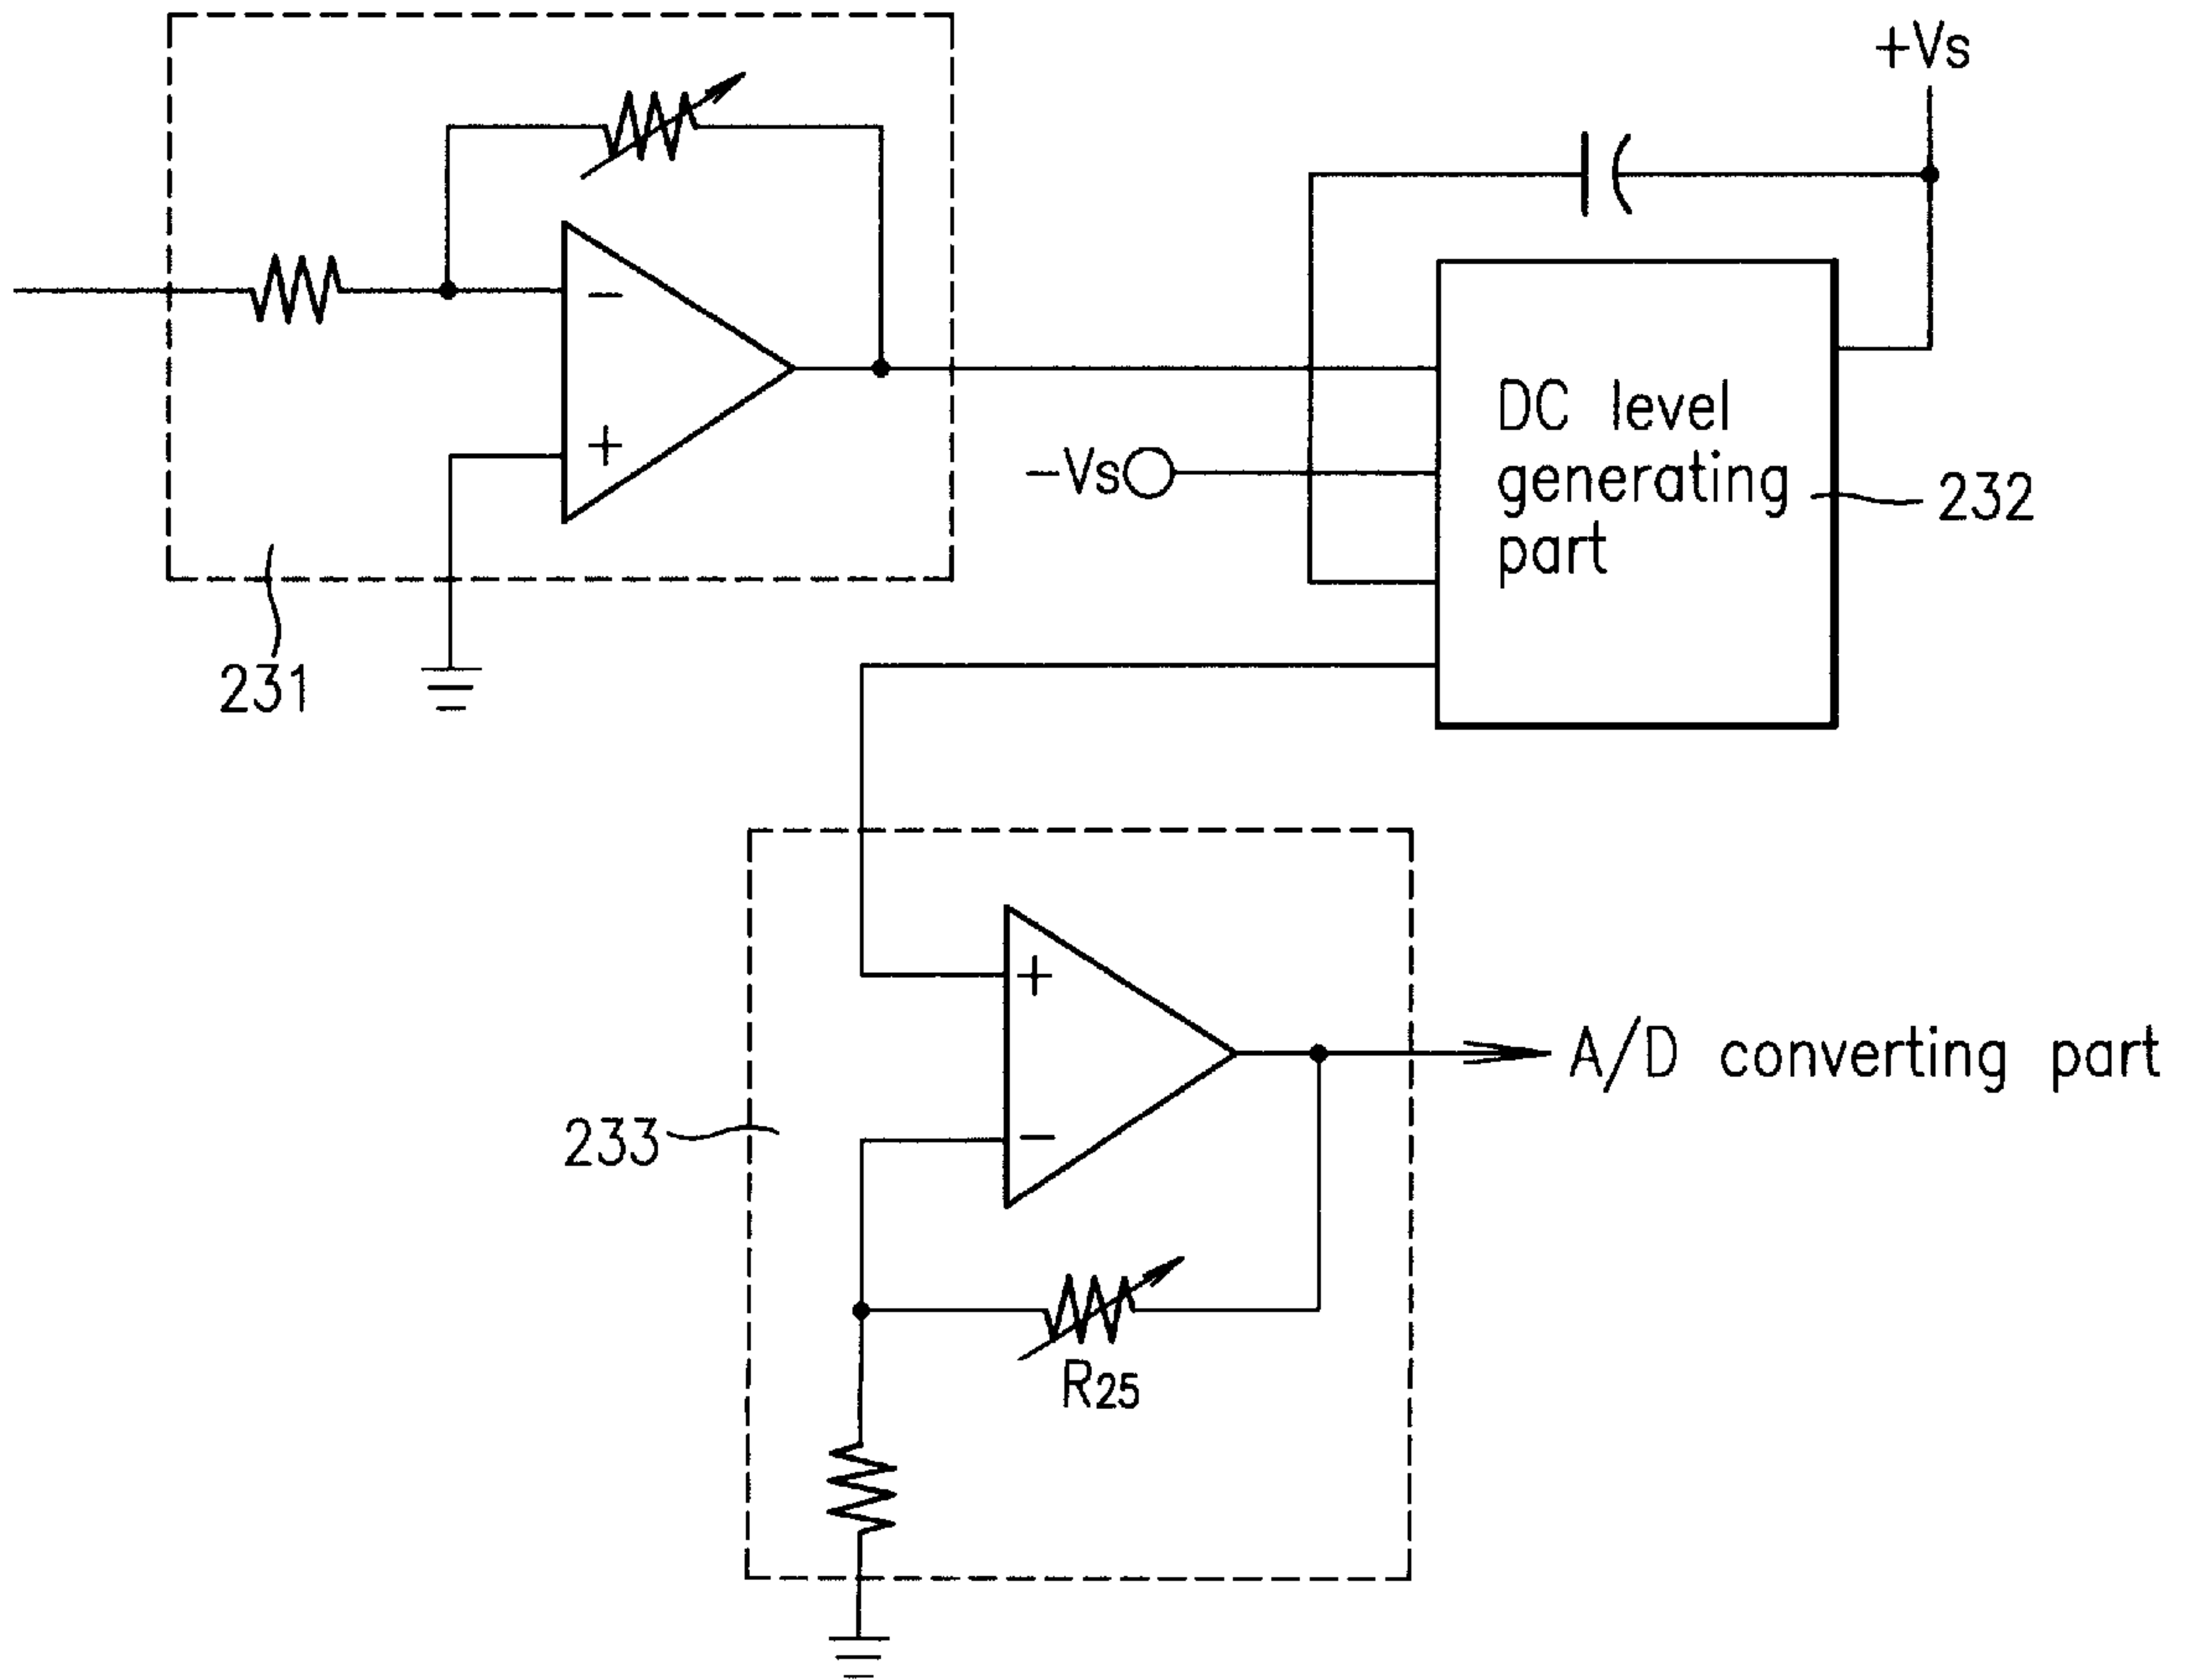 +Vs
−
+
DC level
generating
part
−Vs
232
231
+
−
A/D converting part
233
R25